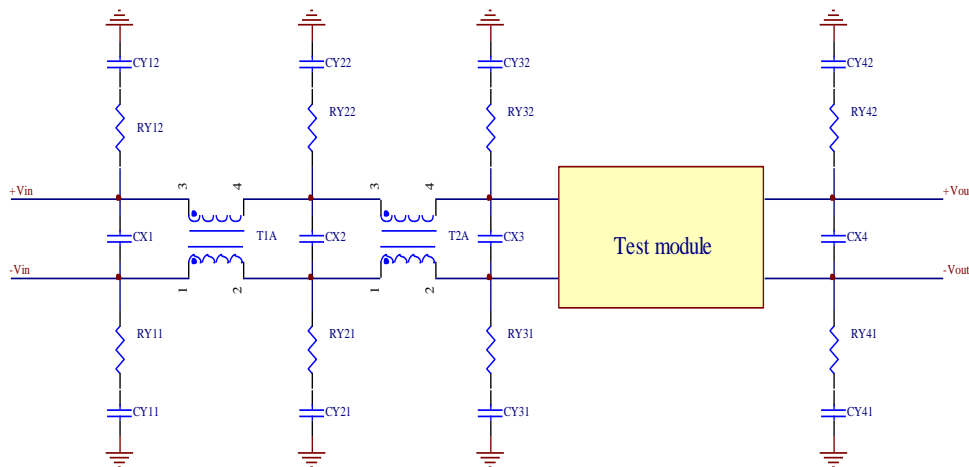 CY12
CY22
CY32
CY42
RY12
RY22
RY32
RY42
+Vin
3
4
3
4
+Vou
CX1
T1A
CX2
T2A
CX3
Test module
CX4
-Vin
1
2
1
2
-Vout
RY11
RY21
RY31
RY41
CY11
CY21
CY31
CY41